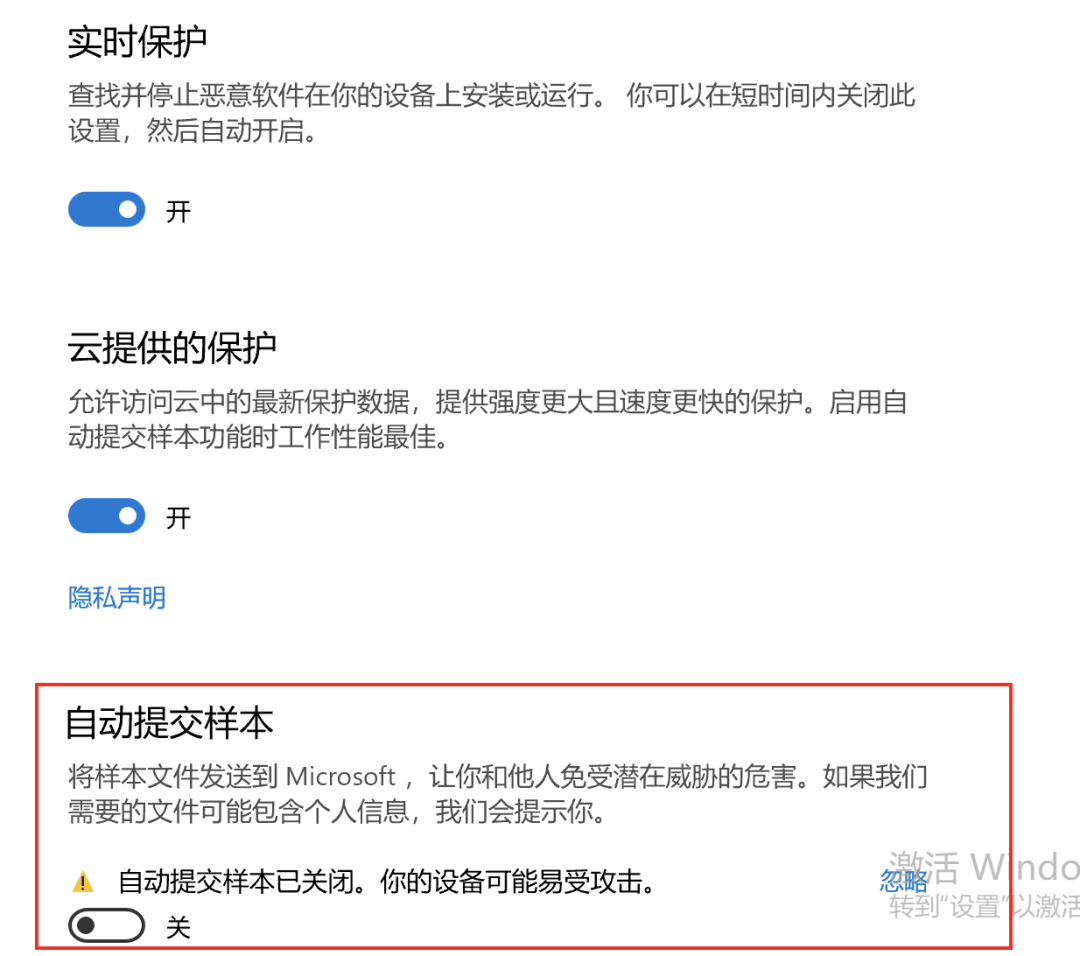 实时保护
查找并停止恶意软件在你的设备上安装或运行。 你可以在短时间内关闭此
设置，然后自动开启。
开
云提供的保护
允许访问云中的最新保护数据，提供强度更大且速度更快的保护。启用自
动提交样本功能时工作性能最佳。
开
隐私声明
自动提交样本
将样本文件发送到 Microsoft ，让你和他人免受潜在威胁的危害。如果我们
需要的文件可能包含个人信息，我们会提示你。
激活 Windo
自动提交样本已关闭。你的设备可能易受攻击。 忽略
转到“设置”以激活
关